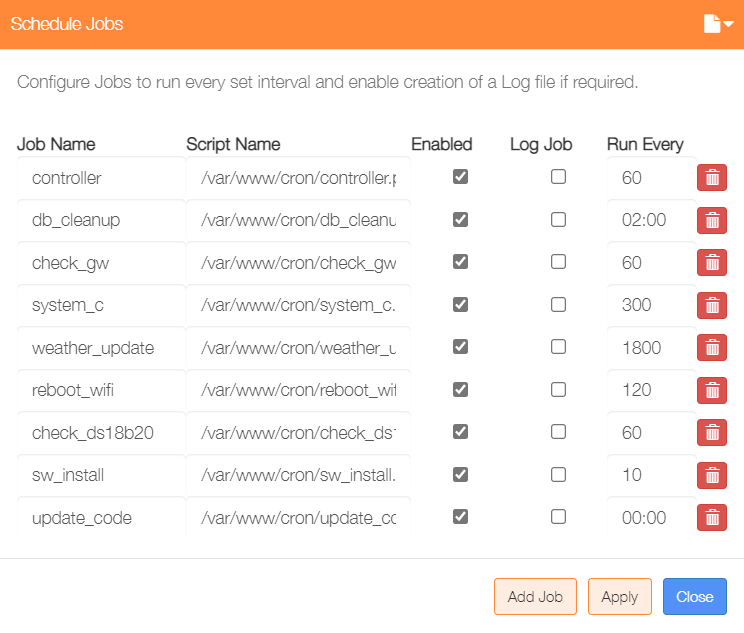 Schedule Jobs
Configure Jobs to run every set interval and enable creation of a Log file if required.
Job Name Script Name Enabled Log Job Run Every
controller /var/www/cron/controller.p 60
db_cleanup /var/www/cron/db_cleanu 02:00
check_gw /var/www/cron/check_gw 60
system_c /var/www/cron/system_c. 300
weather_update /var/www/cron/weather_u 1800
reboot_wifi /var/www/cron/reboot_wif 120
check_ds18b20 /var/www/cron/check_ds 60
sw_install /var/www/cron/sw_install. 10
update_code /var/www/cron/update_co 00:00
Add Job Apply Close